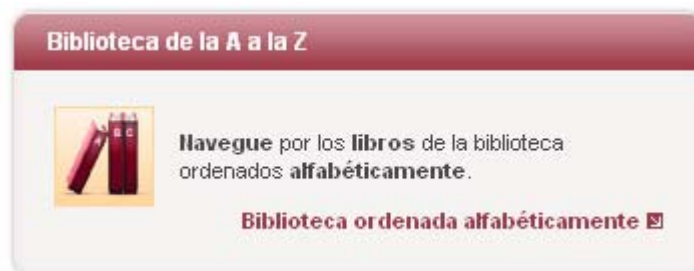 Biblioteca de la A a la Z
A B C
Navegue por los libros de la biblioteca
ordenados alfabéticamente.
Biblioteca ordenada alfabéticamente